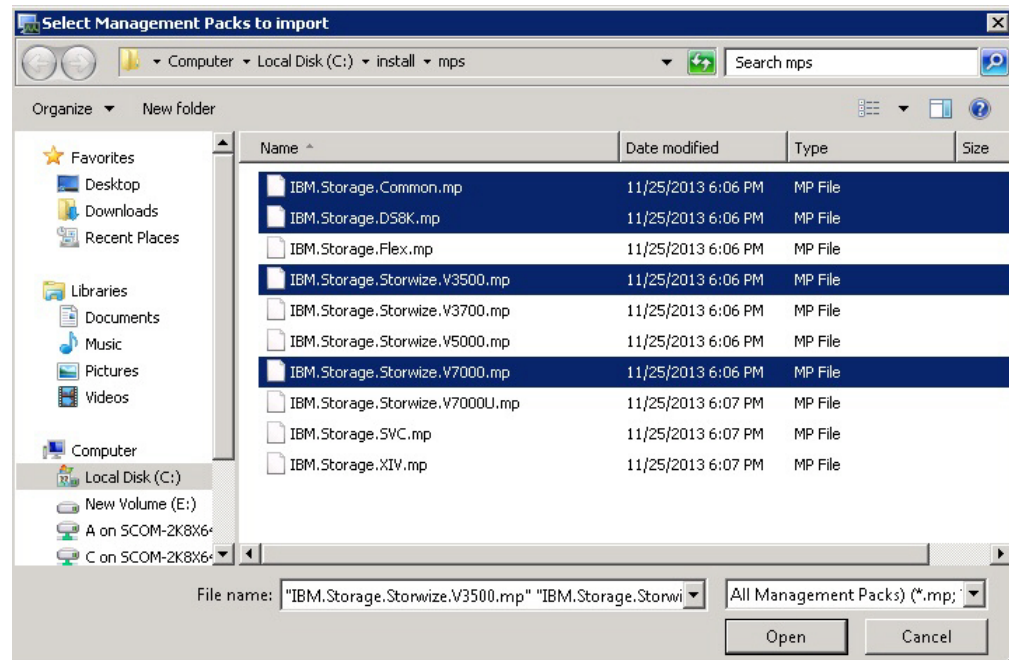 Select Management Packs to import
Computer Local Disk (C:) install mps
Search mps
Organize New folder
Name Date modified Type Size
Favorites
Desktop
Downloads
Recent Places
Libraries
Documents
Music
Pictures
Videos
Computer
Local Disk (C:)
New Volume (E:)
A on SCOM-2K8X64
C on SCOM-2K8X64
IBM.Storage.Common.mp 11/25/2013 6:06 PM MP File
IBM.Storage.DS8K.mp 11/25/2013 6:06 PM MP File
IBM.Storage.Flex.mp 11/25/2013 6:06 PM MP File
IBM.Storage.Storwize.V3500.mp 11/25/2013 6:06 PM MP File
IBM.Storage.Storwize.V3700.mp 11/25/2013 6:06 PM MP File
IBM.Storage.Storwize.V5000.mp 11/25/2013 6:06 PM MP File
IBM.Storage.Storwize.V7000.mp 11/25/2013 6:06 PM MP File
IBM.Storage.Storwize.V7000U.mp 11/25/2013 6:07 PM MP File
IBM.Storage.SVC.mp 11/25/2013 6:07 PM MP File
IBM.Storage.XIV.mp 11/25/2013 6:07 PM MP File
File name: "IBM.Storage.Storwize.V3500.mp" "IBM.Storage.Storwi
All Management Packs) (*.mp;
Open Cancel